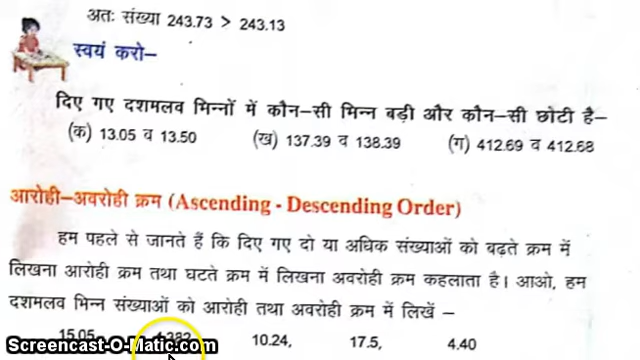 अतः संख्या 243.73 > 243.13
स्वयं करो–
दिए गए दशमलव भिन्नों में कौन–सी भिन्न बड़ी और कौन–सी छोटी है–
(क) 13.05 व 13.50 (ख) 137.39 व 138.39 (ग) 412.69 व 412.68
आरोही–अवरोही क्रम (Ascending - Descending Order)
हम पहले से जानते हैं कि दिए गए दो या अधिक संख्याओं को बढ़ते क्रम में
लिखना आरोही क्रम तथा घटते क्रम में लिखना अवरोही क्रम कहलाता है। आओ, हम
दशमलव भिन्न संख्याओं को आरोही तथा अवरोही क्रम में लिखें –
15.05 10.24, 17.5, 4.40
Screencast-O-Matic.com